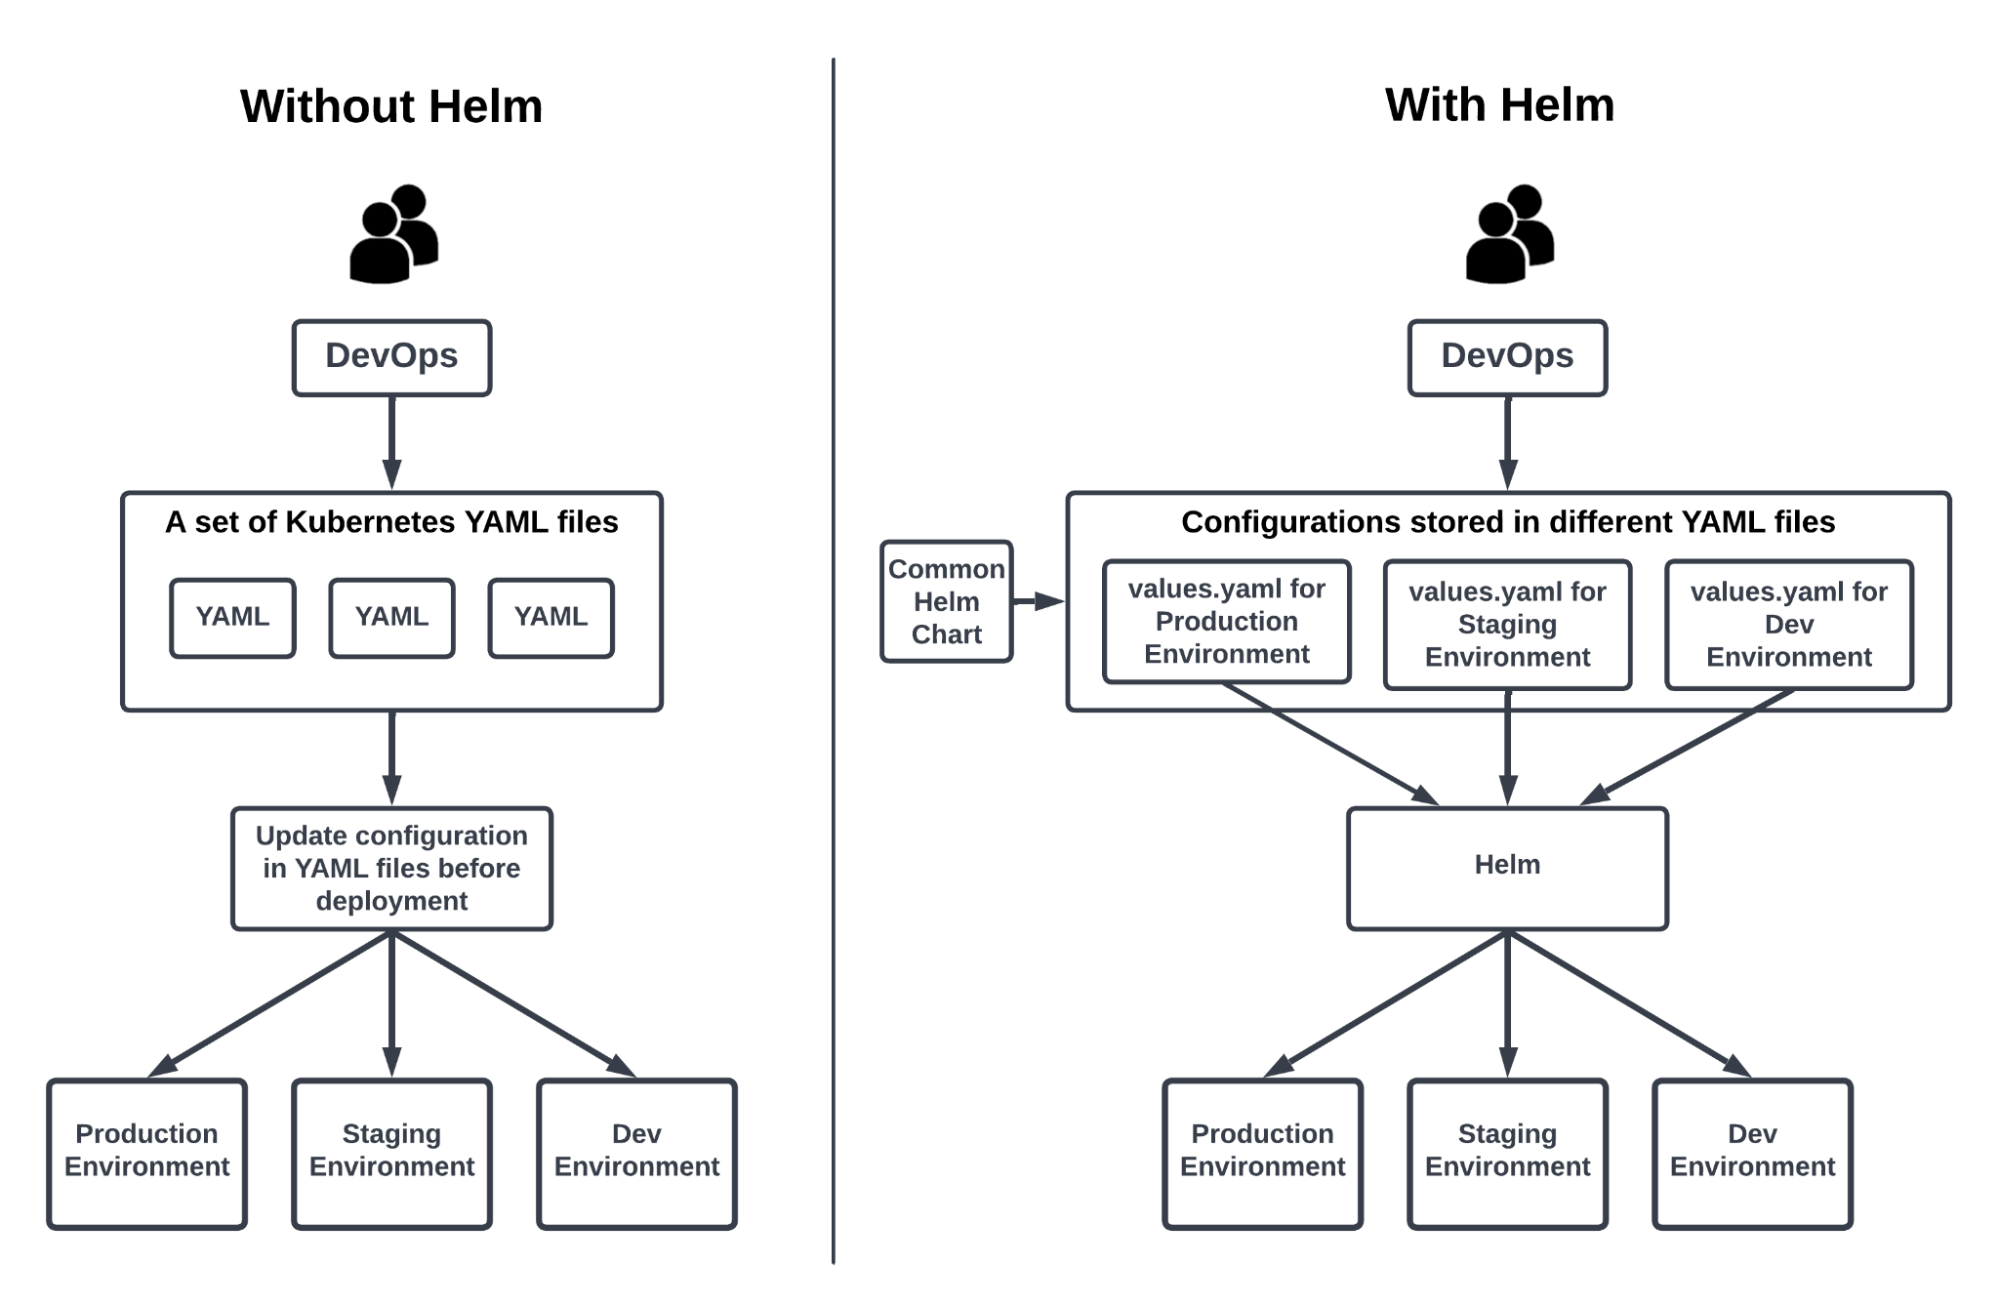 Without Helm
DevOps
A set of Kubernetes YAML files
YAML
YAML
YAML
Update configuration
in YAML files before
deployment
Production
Environment
Staging
Environment
Dev
Environment
With Helm
DevOps
Common
Helm
Chart
Configurations stored in different YAML files
values.yaml for
Production
Environment
values.yaml for
Staging
Environment
values.yaml for
Dev
Environment
Helm
Production
Environment
Staging
Environment
Dev
Environment